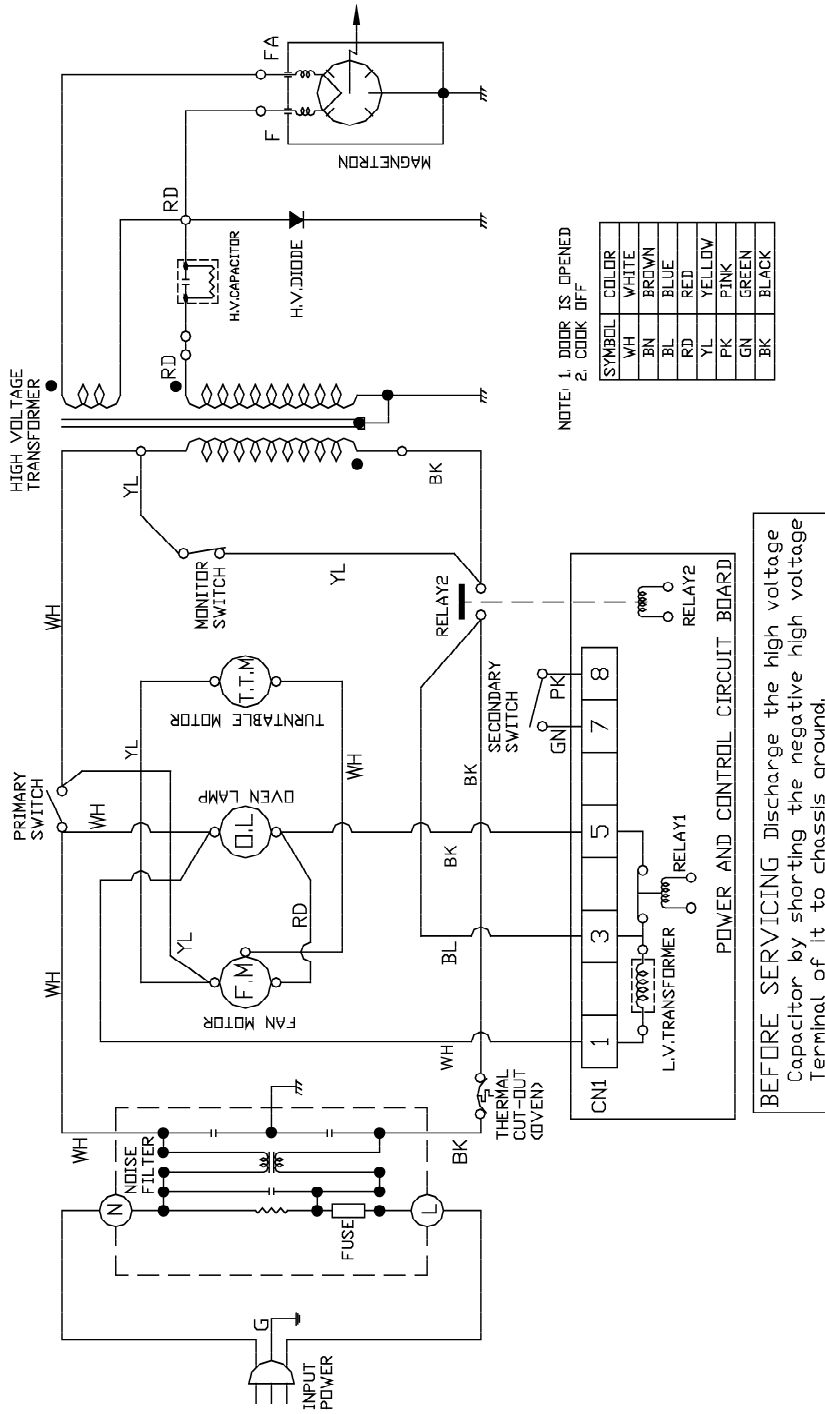 INPUT
POWER
G
N
L
NOISE
FILTER
FUSE
WH
BK
THERMAL
CUT-OUT
(OVEN)
WH
WH
WH
PRIMARY
SWITCH
FAN MOTOR
F.M
YL
RD
OVEN LAMP
O.L
YL
TURNTABLE MOTOR
T.T.M
WH
WH
BL
BK
BK
MONITOR
SWITCH
YL
YL
RELAY2
BK
HIGH VOLTAGE
TRANSFORMER
RD
H.V.CAPACITOR
RD
H.V.DIODE
F
FA
MAGNETRON
SECONDARY
SWITCH
GN
PK
CN1
1
3
5
7
8
L.V.TRANSFORMER
RELAY1
RELAY2
POWER AND CONTROL CIRCUIT BOARD
NOTE: 1. DOOR IS OPENED
2. COOK OFF
SYMBOL COLOR
WH WHITE
BN BROWN
BL BLUE
RD RED
YL YELLOW
PK PINK
GN GREEN
BK BLACK
BEFORE SERVICING Discharge the high voltage
Capacitor by shorting the negative high voltage
Terminal of it to chassis ground.